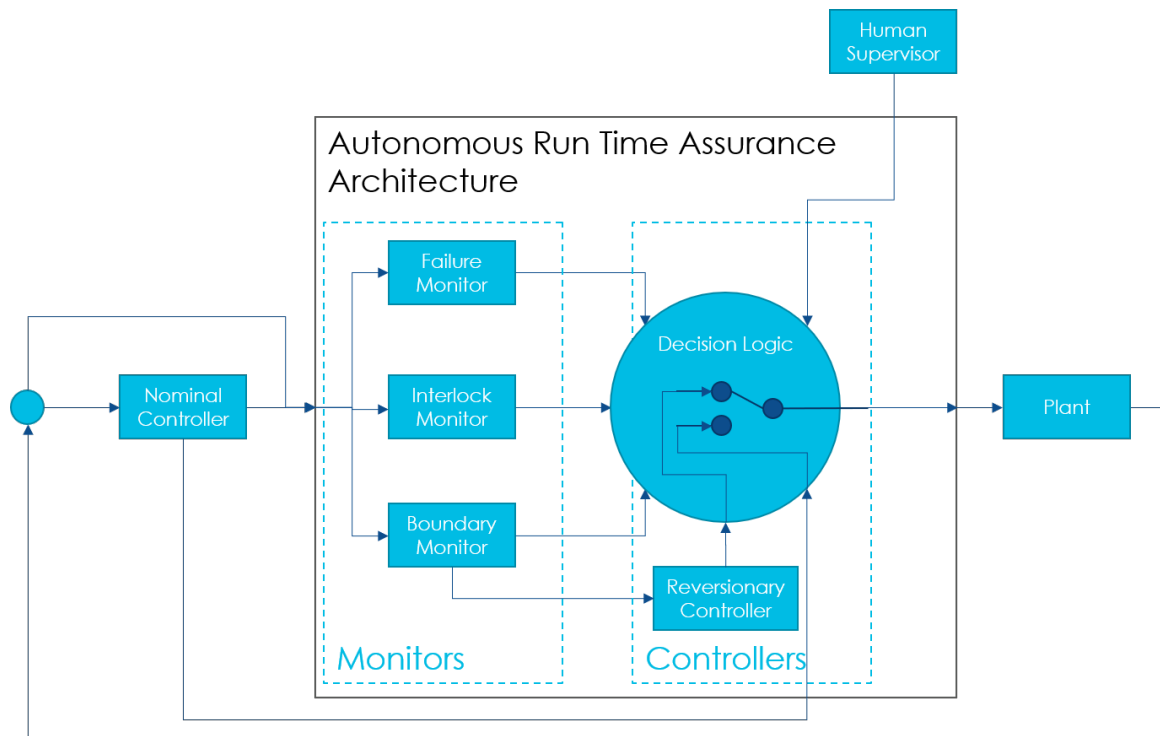 Human
Supervisor
Autonomous Run Time Assurance
Architecture
Failure
Monitor
Decision Logic
Nominal
Controller
Interlock
Monitor
Plant
Boundary
Monitor
Reversionary
Controller
Monitors
Controllers